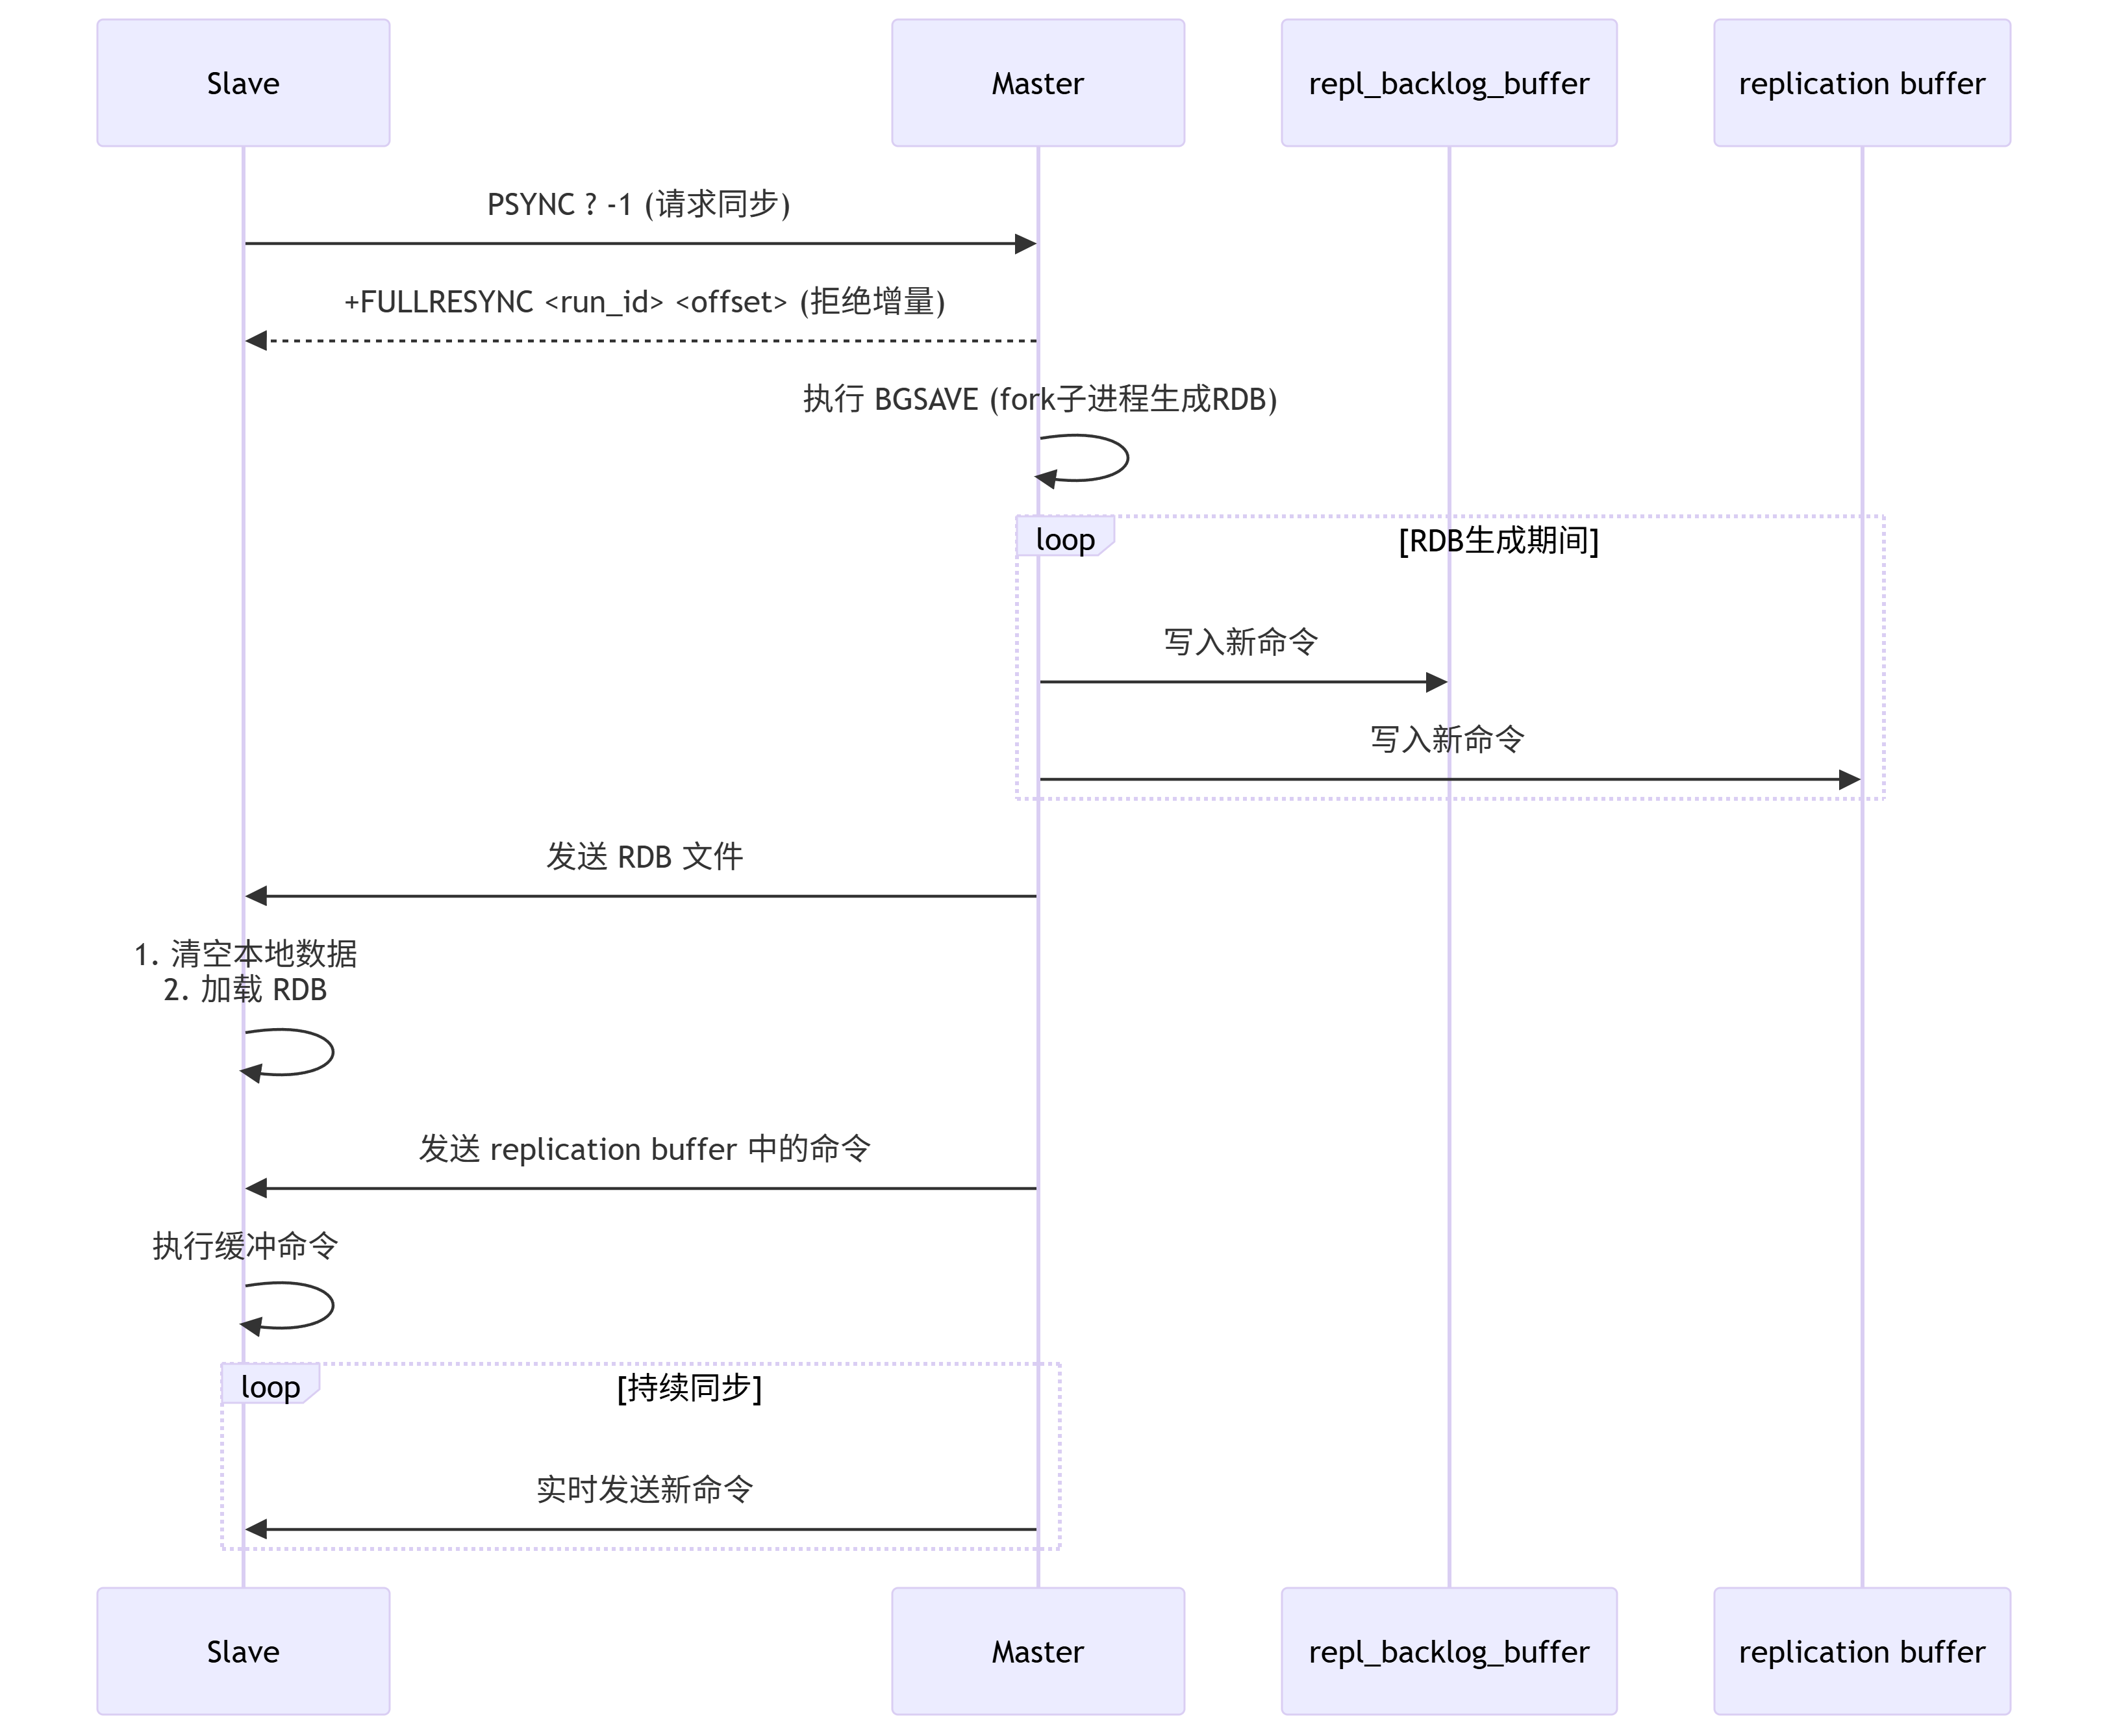 Slave
Master
repl_backlog_buffer
replication buffer
PSYNC ? -1 (请求同步)
+FULLRESYNC <run_id> <offset> (拒绝增量)
执行 BGSAVE (fork子进程生成RDB)
loop
[RDB生成期间]
写入新命令
写入新命令
发送 RDB 文件
1. 清空本地数据
2. 加载 RDB
发送 replication buffer 中的命令
执行缓冲命令
loop
[持续同步]
实时发送新命令
Slave
Master
repl_backlog_buffer
replication buffer